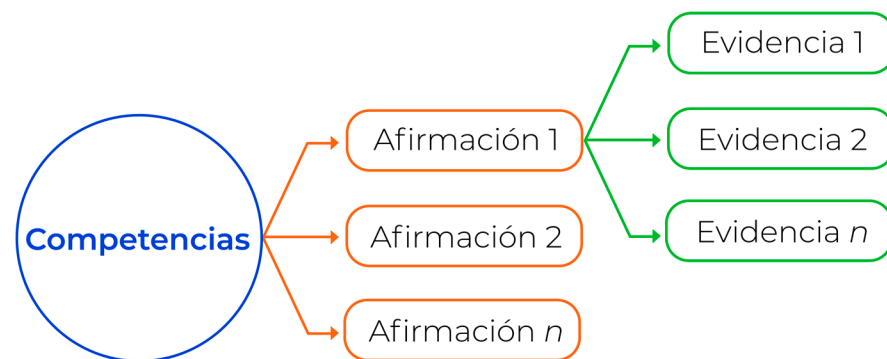 Competencias
Afirmación 1
Afirmación 2
Afirmación n
Evidencia 1
Evidencia 2
Evidencia n